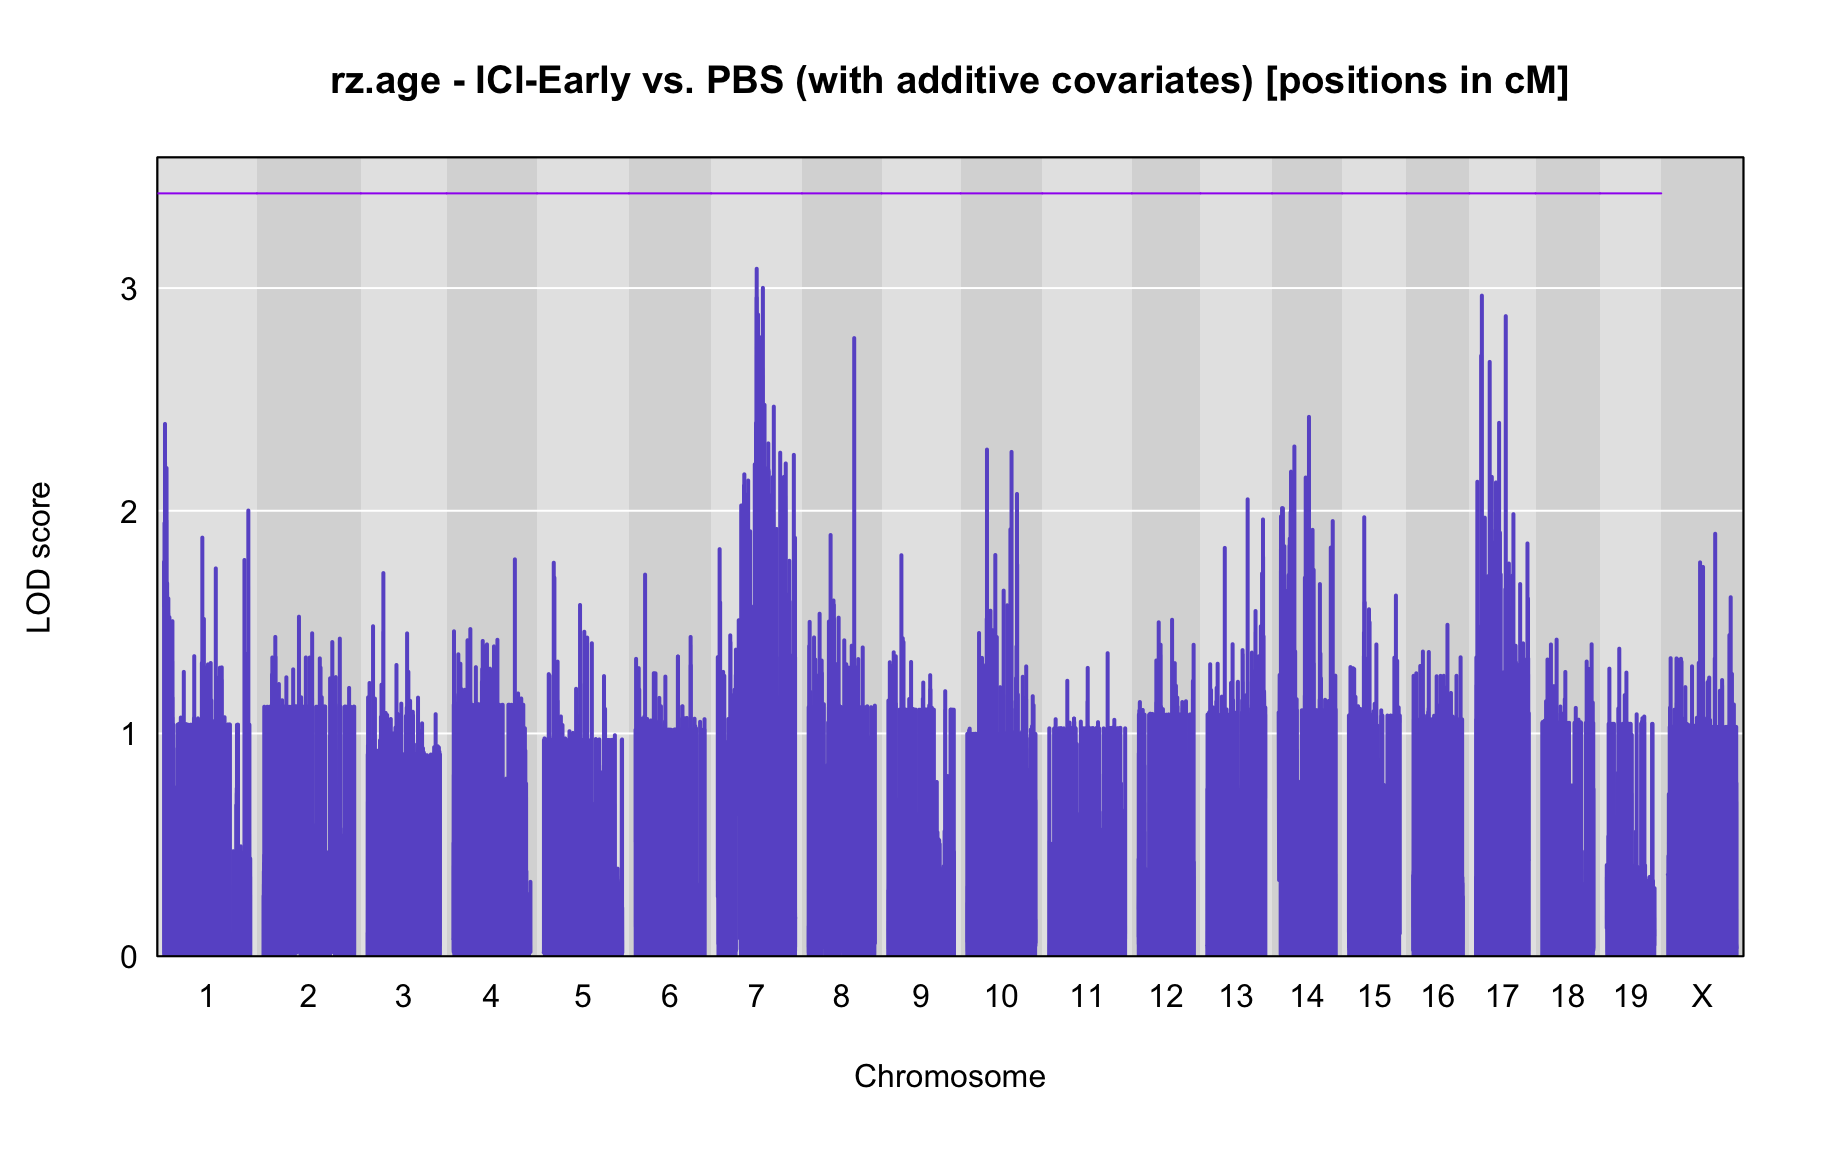 rz.age - ICI-Early vs. PBS (with additive covariates) [positions in cM]
LOD score
3
2
1
0
1 2 3 4 5 6 7 8 9 10 11 12 13 14 15 16 17 18 19 X
Chromosome